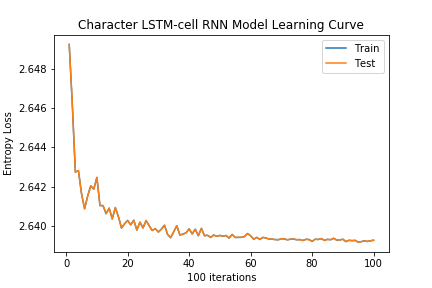 Character LSTM-cell RNN Model Learning Curve
Train
Test
2.648
2.646
2.644
2.642
2.640
Entropy Loss
0 20 40 60 80 100
100 iterations